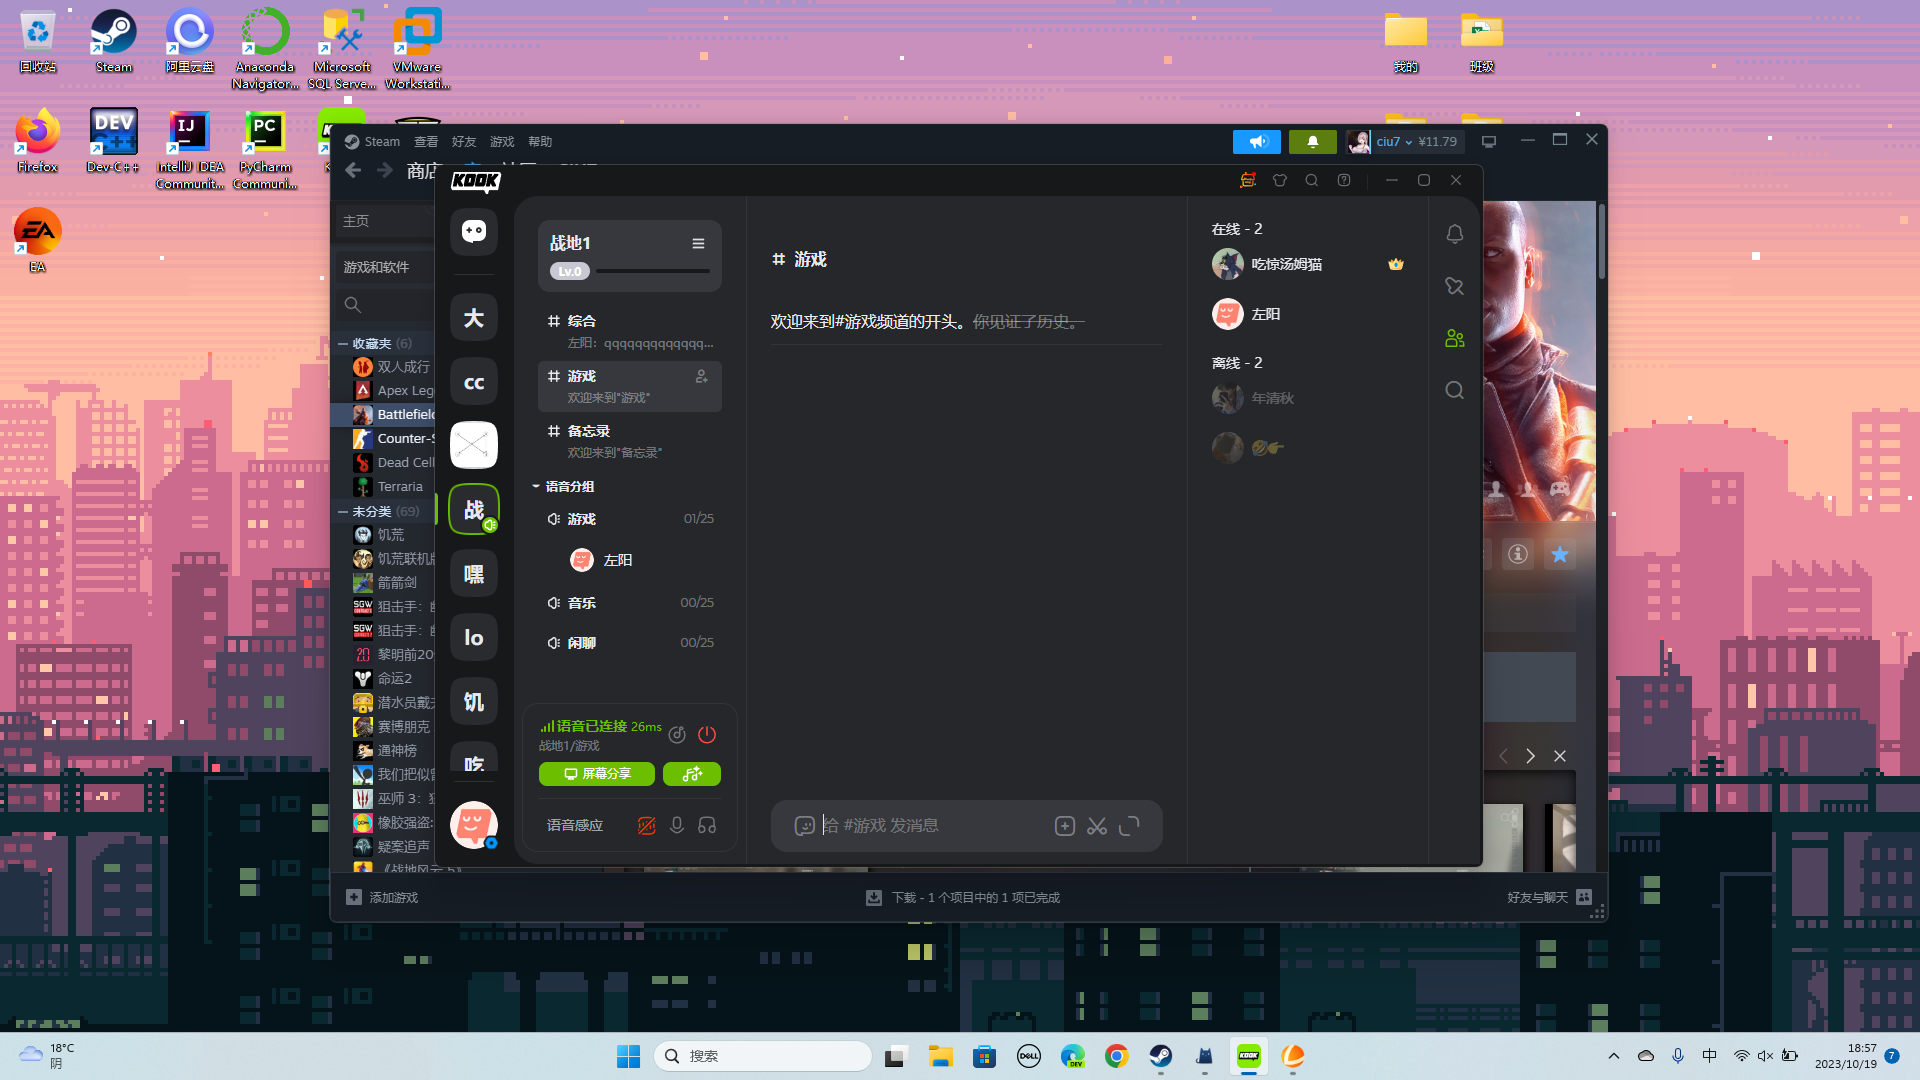 回收站
Steam
阿里云盘
Anaconda
Navigator...
Microsoft
SQL Serve...
VMware
Workstati...
我的
班级
Firefox
DEV
C++
Dev-C++
IJ
IntelliJ IDEA
Communit...
PC
PyCharm
Communi...
EA
EA
Steam 查看 好友 游戏 帮助
ciu7 ¥11.79
商店
主页
游戏和软件
收藏夹 (6)
双人成行
Apex Leg
Battlefield
Counter-S
Dead Cell
Terraria
未分类 (69)
饥荒
饥荒联机版
箭箭剑
狙击手:
狙击手:
黎明前20
命运2
潜水员戴夫
赛博朋克
通神榜
我们把似曾
巫师 3:
橡胶强盗:
疑案追声
《战地风云 5》
添加游戏
下载 - 1 个项目中的 1 项已完成
好友与聊天
KOOK
大
cc
战
嘿
lo
饥
吃
战地1
Lv.0
综合
左阳: qqqqqqqqqqqqq...
游戏
欢迎来到"游戏"
备忘录
欢迎来到"备忘录"
语音分组
游戏 01/25
左阳
音乐 00/25
闲聊 00/25
语音已连接 26ms
战地1/游戏
屏幕分享
语音感应
# 游戏
欢迎来到#游戏频道的开头。你见证了历史。
给 #游戏 发消息
在线 - 2
吃惊汤姆猫
左阳
离线 - 2
年清秋
18°C
阴
搜索
DELL
DEV
KOOK
中
18:57
2023/10/19
7